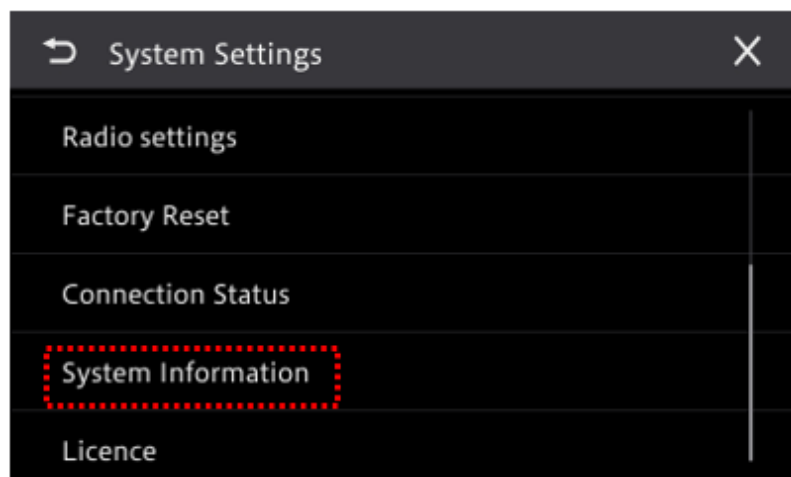 System Settings
Radio settings
Factory Reset
Connection Status
System Information
Licence